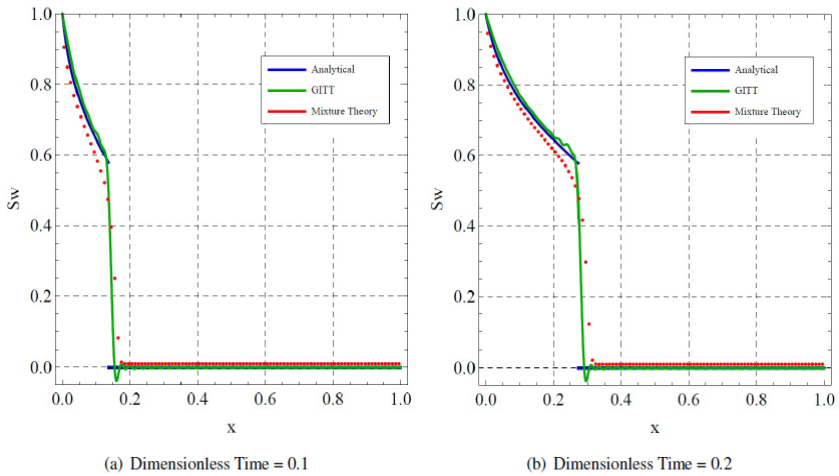 1.0
0.8
0.6
0.4
0.2
0.0
Sw
Analytical
GITT
Mixture Theory
0.0 0.2 0.4 0.6 0.8 1.0
x
(a) Dimensionless Time = 0.1
1.0
0.8
0.6
0.4
0.2
0.0
Sw
Analytical
GITT
Mixture Theory
0.0 0.2 0.4 0.6 0.8 1.0
x
(b) Dimensionless Time = 0.2